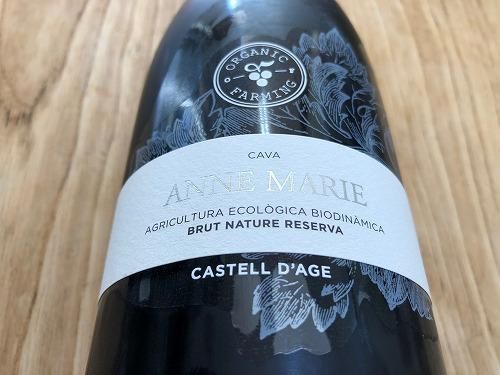 ORGANIC
FARMING
CAVA
ANNE MARIE
AGRICULTURA ECOLÒGICA BIODINÀMICA
BRUT NATURE RESERVA
CASTELL D'AGE